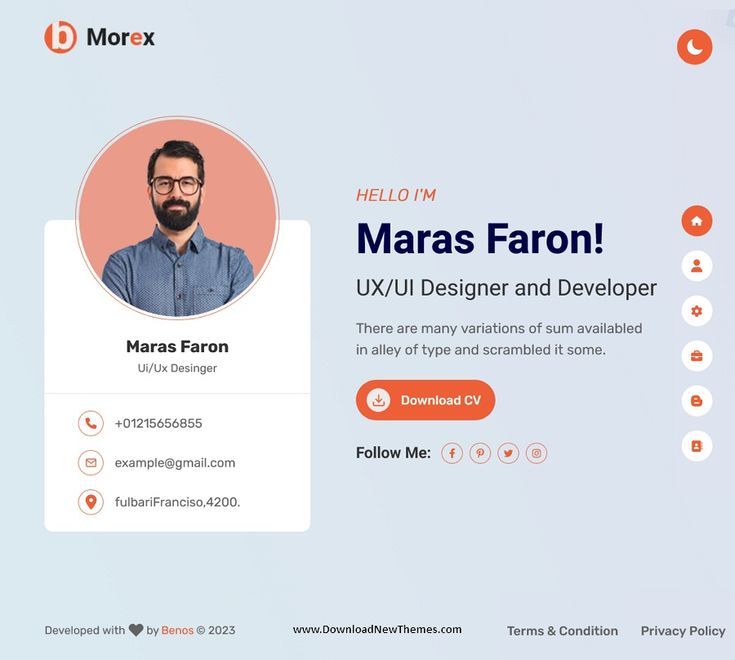 b Morex
HELLO I'M
Maras Faron!
UX/UI Designer and Developer
There are many variations of sum availabled
in alley of type and scrambled it some.
Download CV
Follow Me:
Maras Faron
Ui/Ux Desinger
+01215656855
example@gmail.com
fulbariFranciso,4200.
Developed with by Benos © 2023
www.DownloadNewThemes.com
Terms & Condition
Privacy Policy